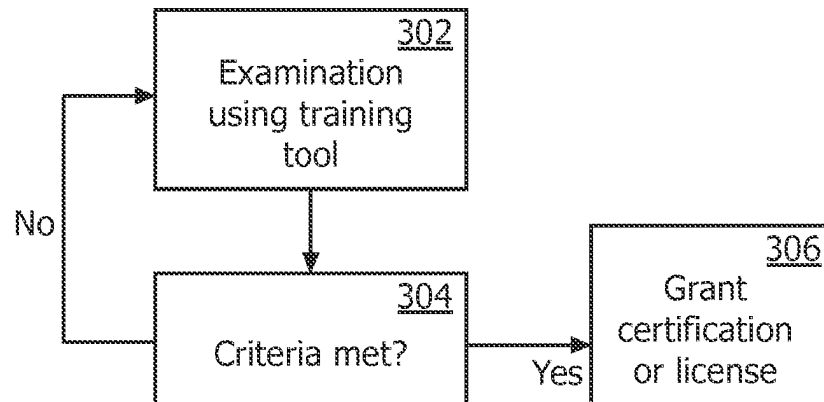 302
Examination
using training
tool
No
304
Criteria met?
Yes
306
Grant
certification
or license